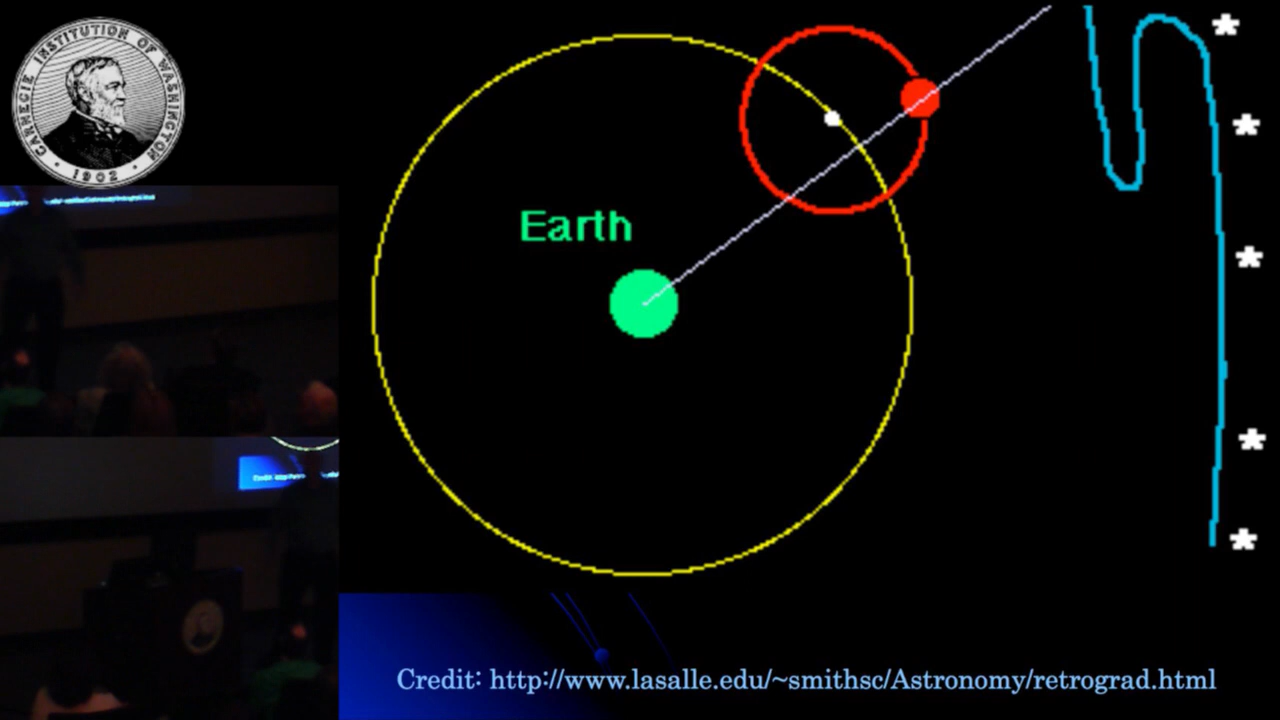 CARNEGIE INSTITUTION OF WASHINGTON
· 1902 ·
Earth
Credit: http://www.lasalle.edu/~smithsc/Astronomy/retrograd.html